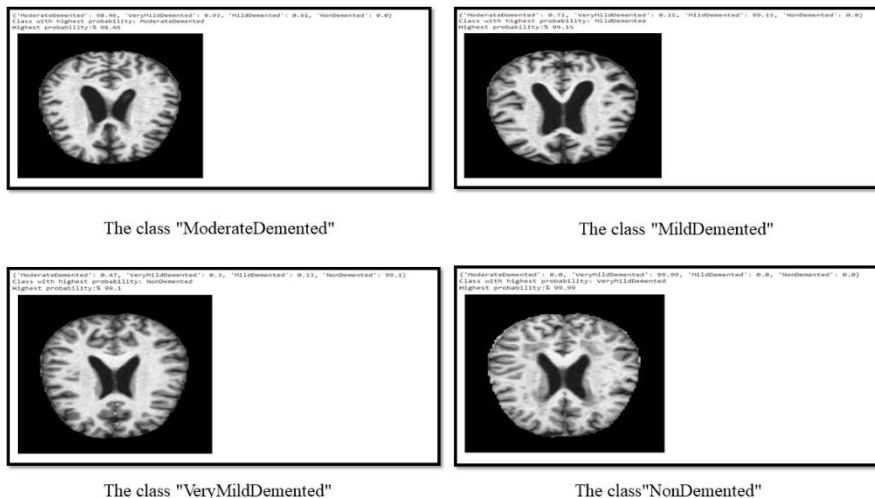 {'ModerateDemented': 98.46, 'VeryMildDemented': 0.93, 'MildDemented': 0.61, 'NonDemented': 0.0}
Class with highest probability: ModerateDemented
Highest probability:% 98.46
{'ModerateDemented': 0.71, 'VeryMildDemented': 0.15, 'MildDemented': 99.15, 'NonDemented': 0.0}
Class with highest probability: MildDemented
Highest probability:% 99.15
The class "ModerateDemented"
The class "MildDemented"
{'ModerateDemented': 0.47, 'VeryMildDemented': 0.3, 'MildDemented': 0.13, 'NonDemented': 99.1}
Class with highest probability: NonDemented
Highest probability:% 99.1
{'ModerateDemented': 0.0, 'VeryMildDemented': 99.99, 'MildDemented': 0.0, 'NonDemented': 0.0}
Class with highest probability: VeryMildDemented
Highest probability:% 99.99
The class "VeryMildDemented"
The class"NonDemented"